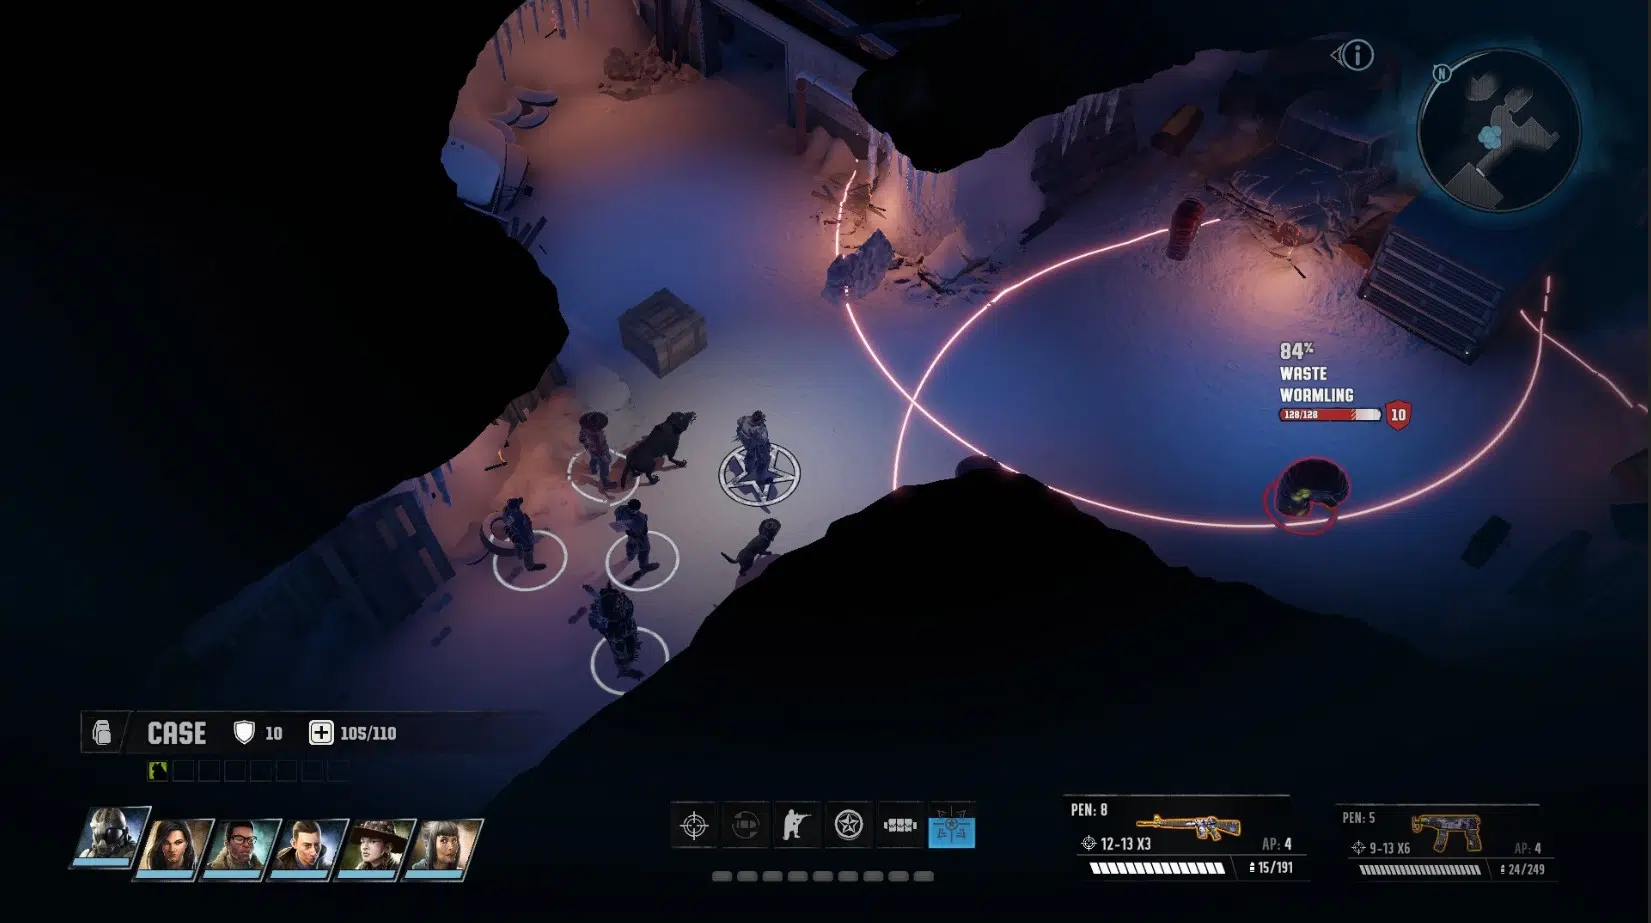 N
84%
WASTE
WORMLING
128/128
10
CASE
10
105/110
PEN: 8
12-13 X3
AP: 4
15/191
PEN: 5
9-13 X6
AP: 4
24/249